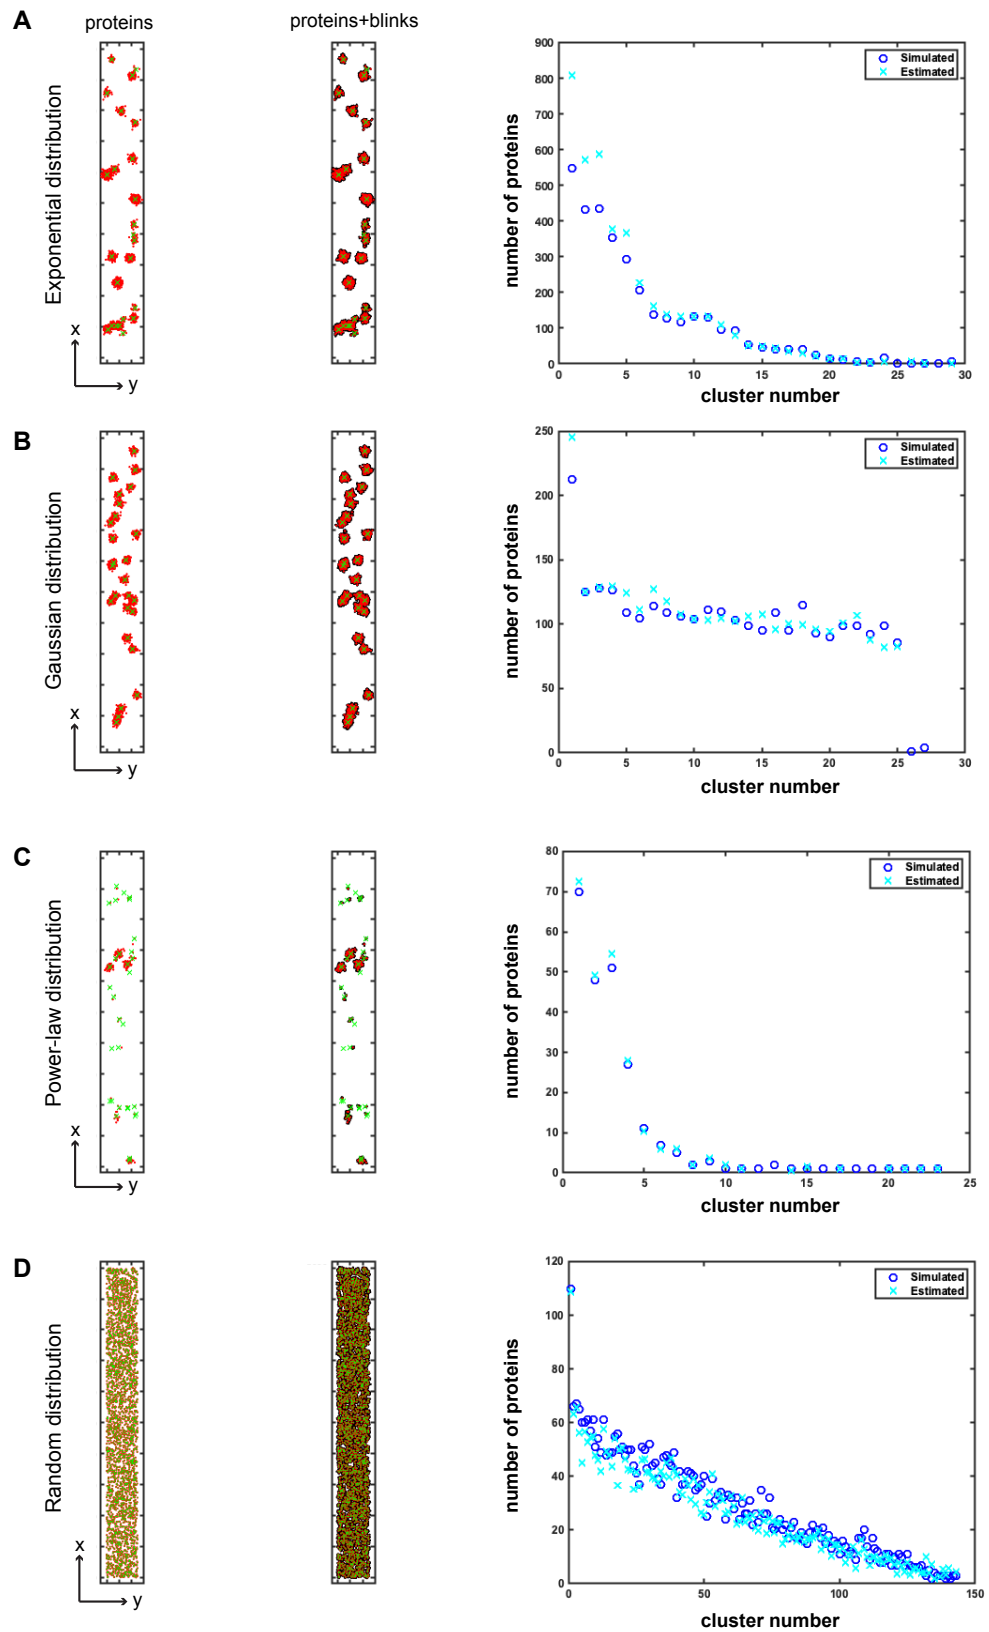 A
proteins
proteins+blinks
Exponential distribution
x
y
number of proteins
900
800
700
600
500
400
300
200
100
0
0 5 10 15 20 25 30
cluster number
Simulated
Estimated
B
Gaussian distribution
x
y
number of proteins
250
200
150
100
50
0
0 5 10 15 20 25 30
cluster number
Simulated
Estimated
C
Power-law distribution
x
y
number of proteins
80
70
60
50
40
30
20
10
0
0 5 10 15 20 25
cluster number
Simulated
Estimated
D
Random distribution
x
y
number of proteins
120
100
80
60
40
20
0
0 50 100 150
cluster number
Simulated
Estimated